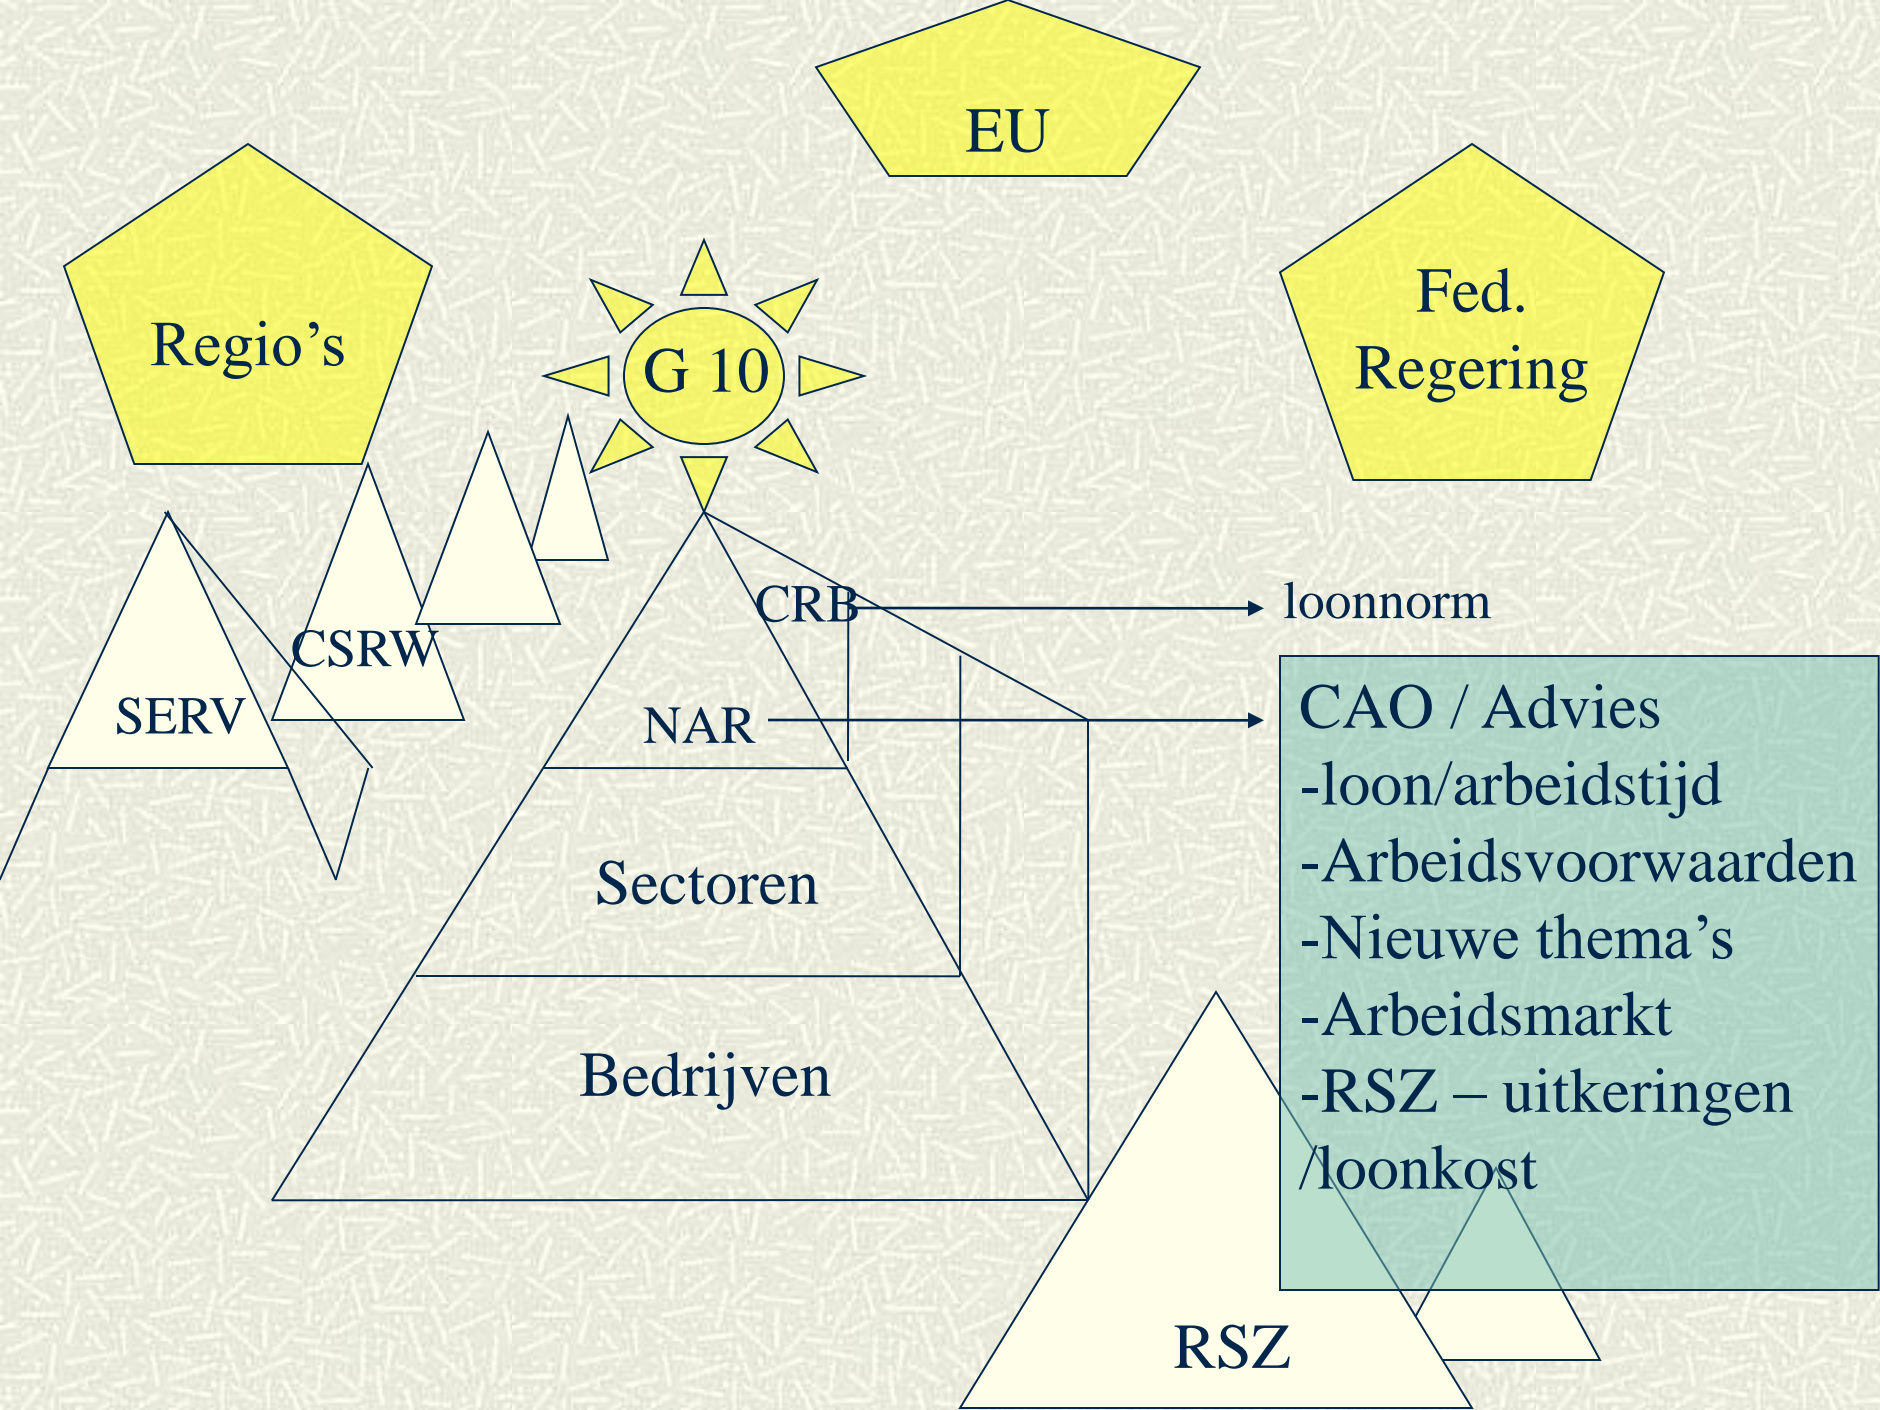 EU
Regio’s
Fed.
Regering
G 10
CRB
loonnorm
CSRW
SERV
NAR
CAO / Advies
-loon/arbeidstijd
-Arbeidsvoorwaarden
-Nieuwe thema’s
-Arbeidsmarkt
-RSZ – uitkeringen
/loonkost
Sectoren
Bedrijven
RSZ